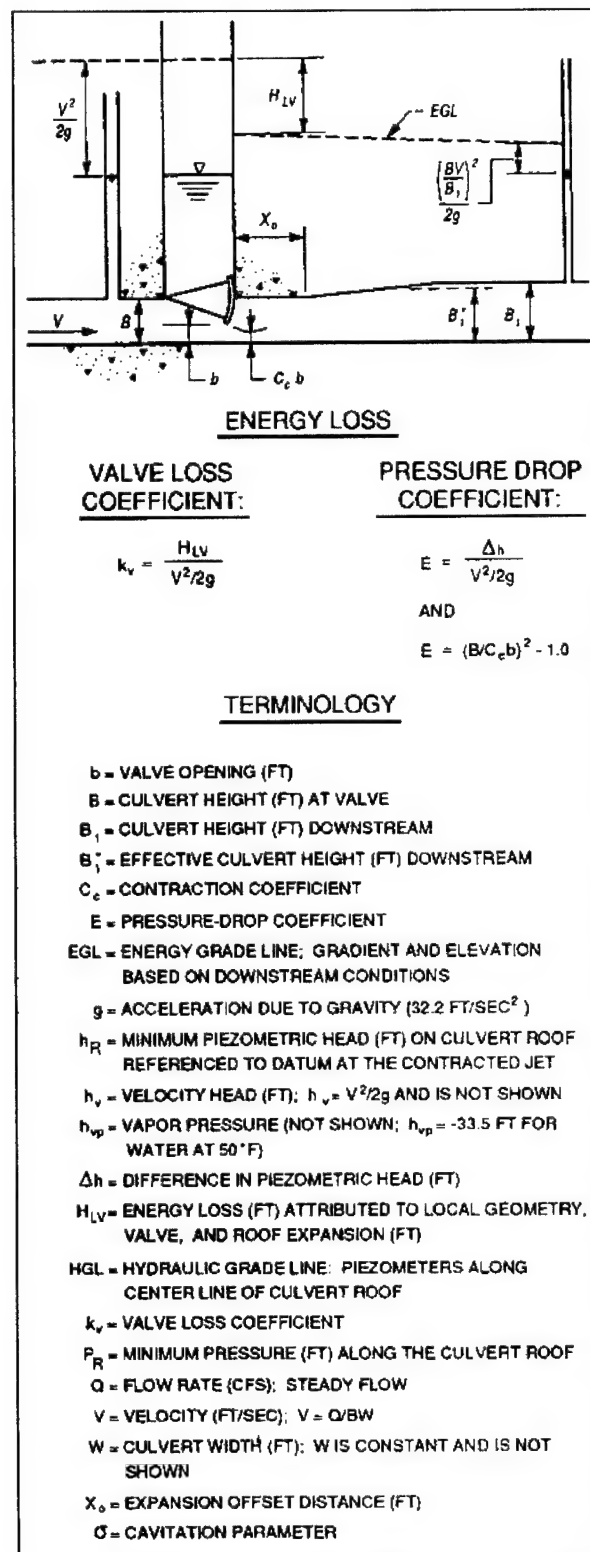 V²
2g
H_LV
EGL
(BV/B₁)²
2g
X₀
V
B
b
C_c b
B₁″
B₁
ENERGY LOSS
VALVE LOSS
COEFFICIENT:
k_v = H_LV / V²/2g
PRESSURE DROP
COEFFICIENT:
E = Δh / V²/2g
AND
E = (B/C_c b)² - 1.0
TERMINOLOGY
b = VALVE OPENING (FT)
B = CULVERT HEIGHT (FT) AT VALVE
B₁ = CULVERT HEIGHT (FT) DOWNSTREAM
B₁″ = EFFECTIVE CULVERT HEIGHT (FT) DOWNSTREAM
C_c = CONTRACTION COEFFICIENT
E = PRESSURE-DROP COEFFICIENT
EGL = ENERGY GRADE LINE; GRADIENT AND ELEVATION
BASED ON DOWNSTREAM CONDITIONS
g = ACCELERATION DUE TO GRAVITY (32.2 FT/SEC²)
h_R = MINIMUM PIEZOMETRIC HEAD (FT) ON CULVERT ROOF
REFERENCED TO DATUM AT THE CONTRACTED JET
h_v = VELOCITY HEAD (FT); h_v = V²/2g AND IS NOT SHOWN
h_vp = VAPOR PRESSURE (NOT SHOWN; h_vp = -33.5 FT FOR
WATER AT 50°F)
Δh = DIFFERENCE IN PIEZOMETRIC HEAD (FT)
H_LV = ENERGY LOSS (FT) ATTRIBUTED TO LOCAL GEOMETRY,
VALVE, AND ROOF EXPANSION (FT)
HGL = HYDRAULIC GRADE LINE: PIEZOMETERS ALONG
CENTER LINE OF CULVERT ROOF
k_v = VALVE LOSS COEFFICIENT
P_R = MINIMUM PRESSURE (FT) ALONG THE CULVERT ROOF
Q = FLOW RATE (CFS); STEADY FLOW
V = VELOCITY (FT/SEC); V = Q/BW
W = CULVERT WIDTH (FT); W IS CONSTANT AND IS NOT
SHOWN
X₀ = EXPANSION OFFSET DISTANCE (FT)
σ = CAVITATION PARAMETER